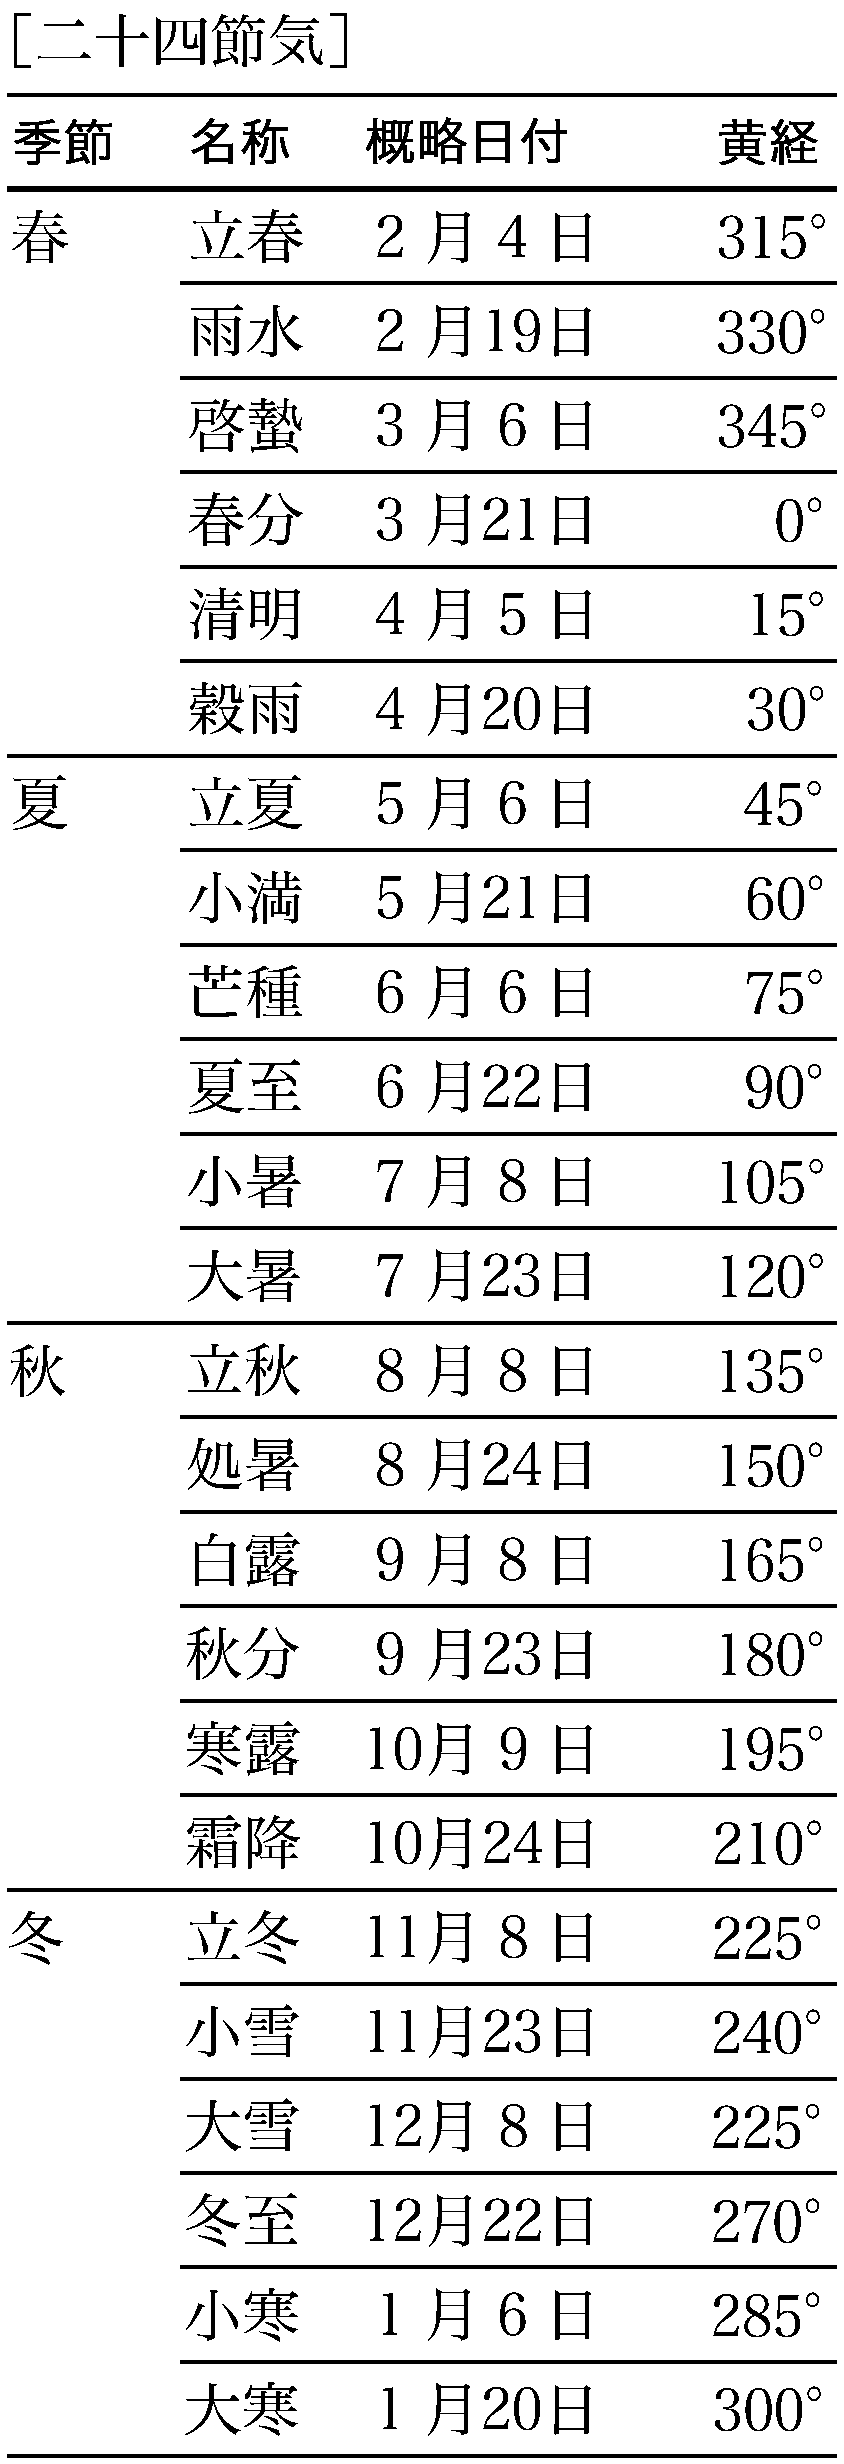 ［二十四節気］
季節 名称 概略日付 黄経
春 立春 2月4日 315°
雨水 2月19日 330°
啓蟄 3月6日 345°
春分 3月21日 0°
清明 4月5日 15°
穀雨 4月20日 30°
夏 立夏 5月6日 45°
小満 5月21日 60°
芒種 6月6日 75°
夏至 6月22日 90°
小暑 7月8日 105°
大暑 7月23日 120°
秋 立秋 8月8日 135°
処暑 8月24日 150°
白露 9月8日 165°
秋分 9月23日 180°
寒露 10月9日 195°
霜降 10月24日 210°
冬 立冬 11月8日 225°
小雪 11月23日 240°
大雪 12月8日 225°
冬至 12月22日 270°
小寒 1月6日 285°
大寒 1月20日 300°